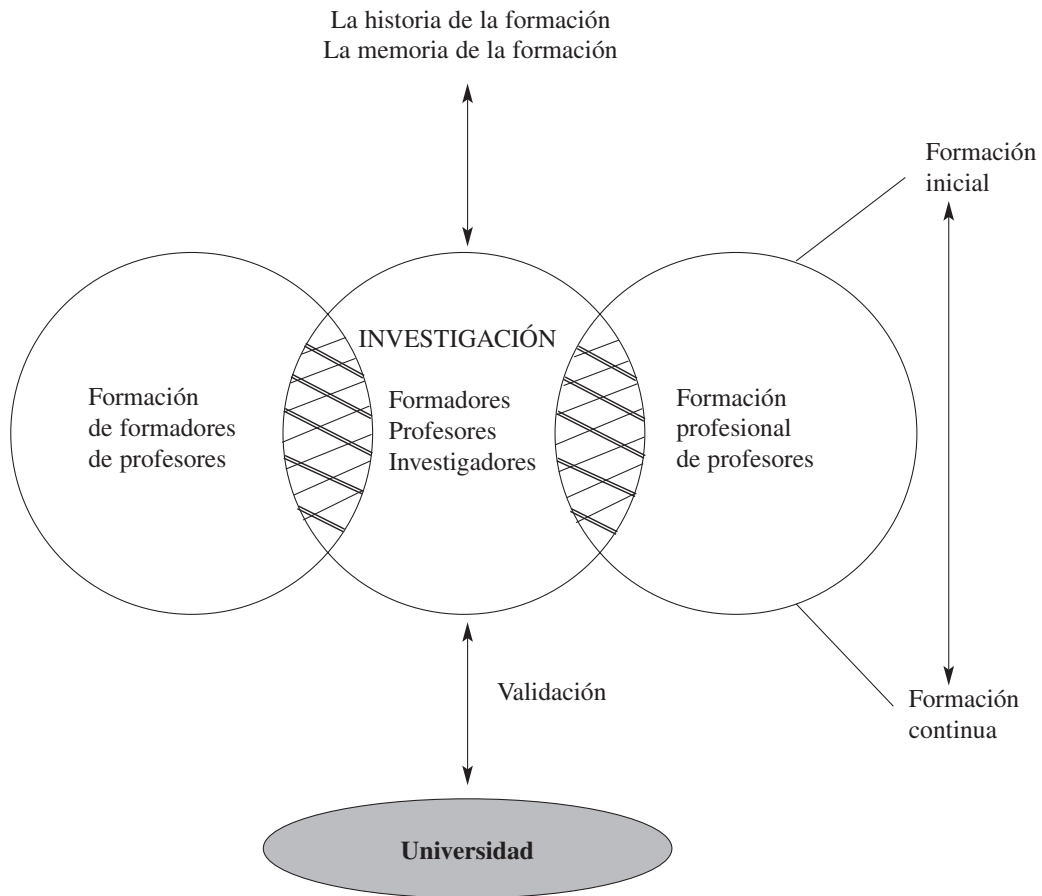 La historia de la formación
La memoria de la formación
Formación
inicial
INVESTIGACIÓN
Formación
de formadores
de profesores
Formadores
Profesores
Investigadores
Formación
profesional
de profesores
Validación
Formación
continua
Universidad